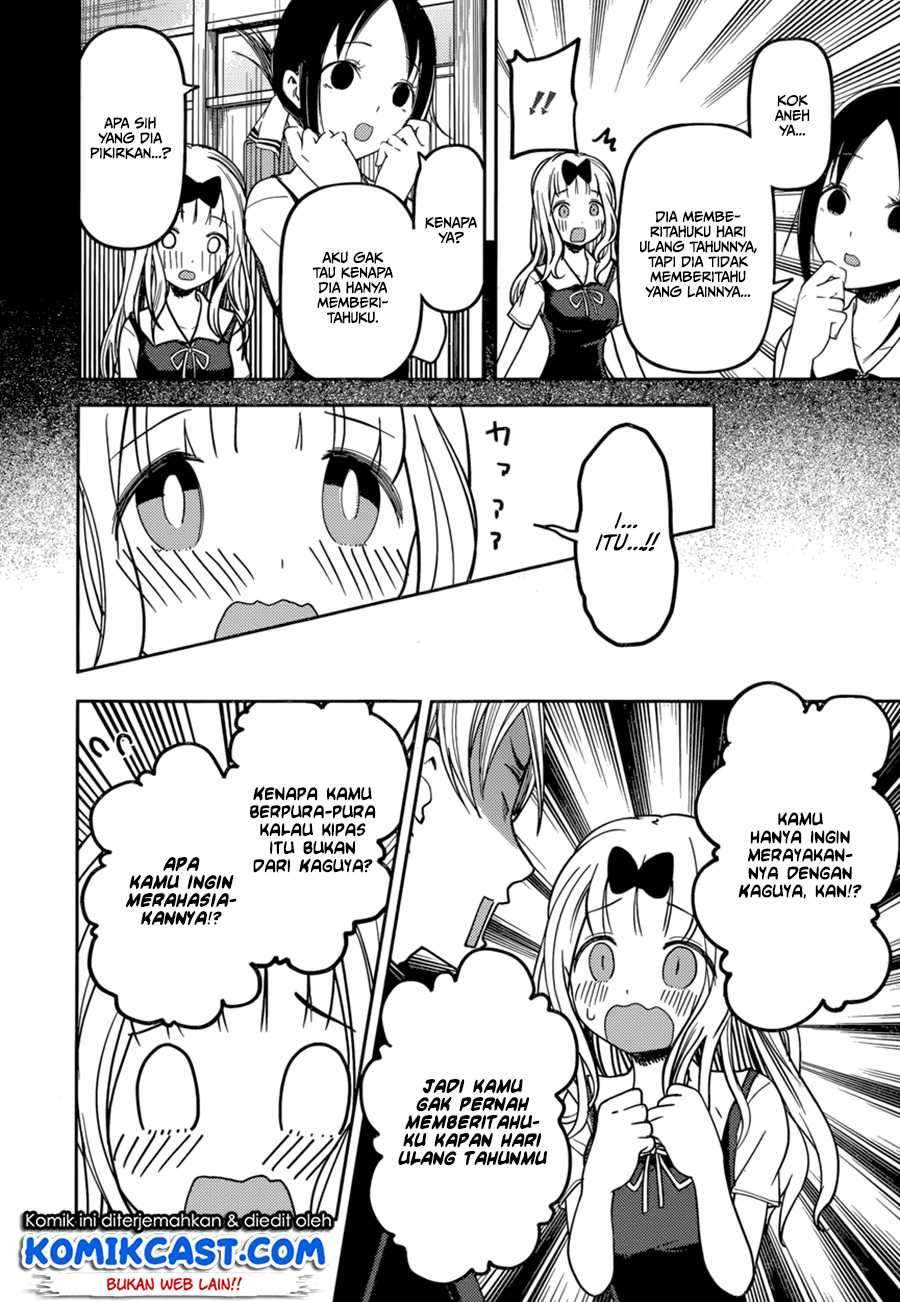 KOK
ANEH
YA...
!!
DIA MEMBE-
RITAHUKU HARI
ULANG TAHUNNYA,
TAPI DIA TIDAK
MEMBERITAHU
YANG LAINNYA...
KENAPA
YA?
AKU GAK
TAU KENAPA
DIA HANYA
MEMBERI-
TAHUKU.
APA SIH
YANG DIA
PIKIRKAN...?
I...
ITU...!!
カァァァ
KAMU
HANYA INGIN
MERAYAKAN-
NYA DENGAN
KAGUYA, KAN!?
JADI KAMU
GAK PERNAH
MEMBERITAHU-
KU KAPAN HARI
ULANG TAHUNMU
KENAPA KAMU
BERPURA-PURA
KALAU KIPAS
ITU BUKAN
DARI KAGUYA?
APA
KAMU INGIN
MERAHASIA-
KANNYA!?
Komik ini diterjemahkan & diedit oleh
KOMIKCAST.COM
BUKAN WEB LAIN!!